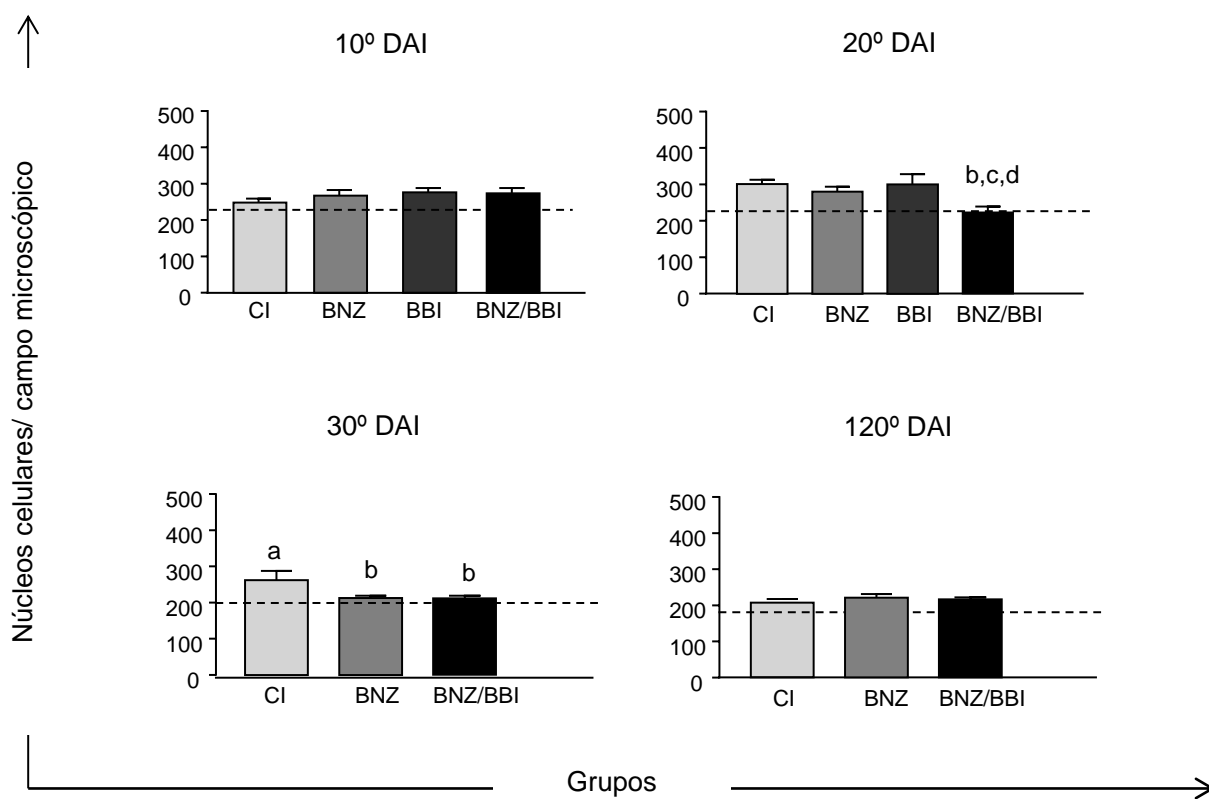 Núcleos celulares/ campo microscópico
10º DAI
500
400
300
200
100
0
CI BNZ BBI BNZ/BBI
20º DAI
500
400
300
200
100
0
b,c,d
CI BNZ BBI BNZ/BBI
30º DAI
500
400
300
200
100
0
a b b
CI BNZ BNZ/BBI
120º DAI
500
400
300
200
100
0
CI BNZ BNZ/BBI
Grupos